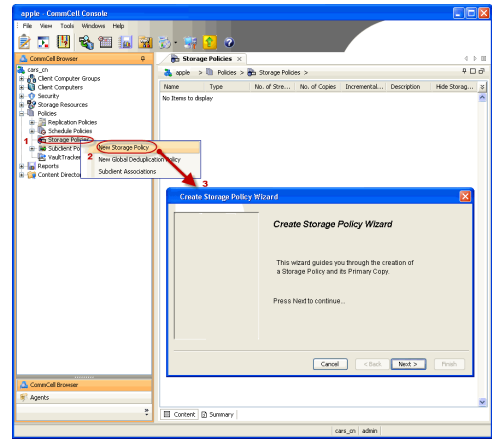 apple - CommCell Console
File View Tools Windows Help
CommCell Browser
Storage Policies
apple > Policies > Storage Policies >
cars_cn
Client Computer Groups
Client Computers
Security
Storage Resources
Policies
Replication Policies
Schedule Policies
1 Storage Policies
Subclient Po
VaultTracker
Reports
Content Director
Name Type No. of Stre... No. of Copies Incremental... Description Hide Storag...
No Items to display
New Storage Policy
2 New Global Deduplication Policy
Subclient Associations
3
Create Storage Policy Wizard
Create Storage Policy Wizard
This wizard guides you through the creation of
a Storage Policy and its Primary Copy.
Press Next to continue...
Cancel < Back Next > Finish
CommCell Browser
Agents
Content Summary
cars_cn admin